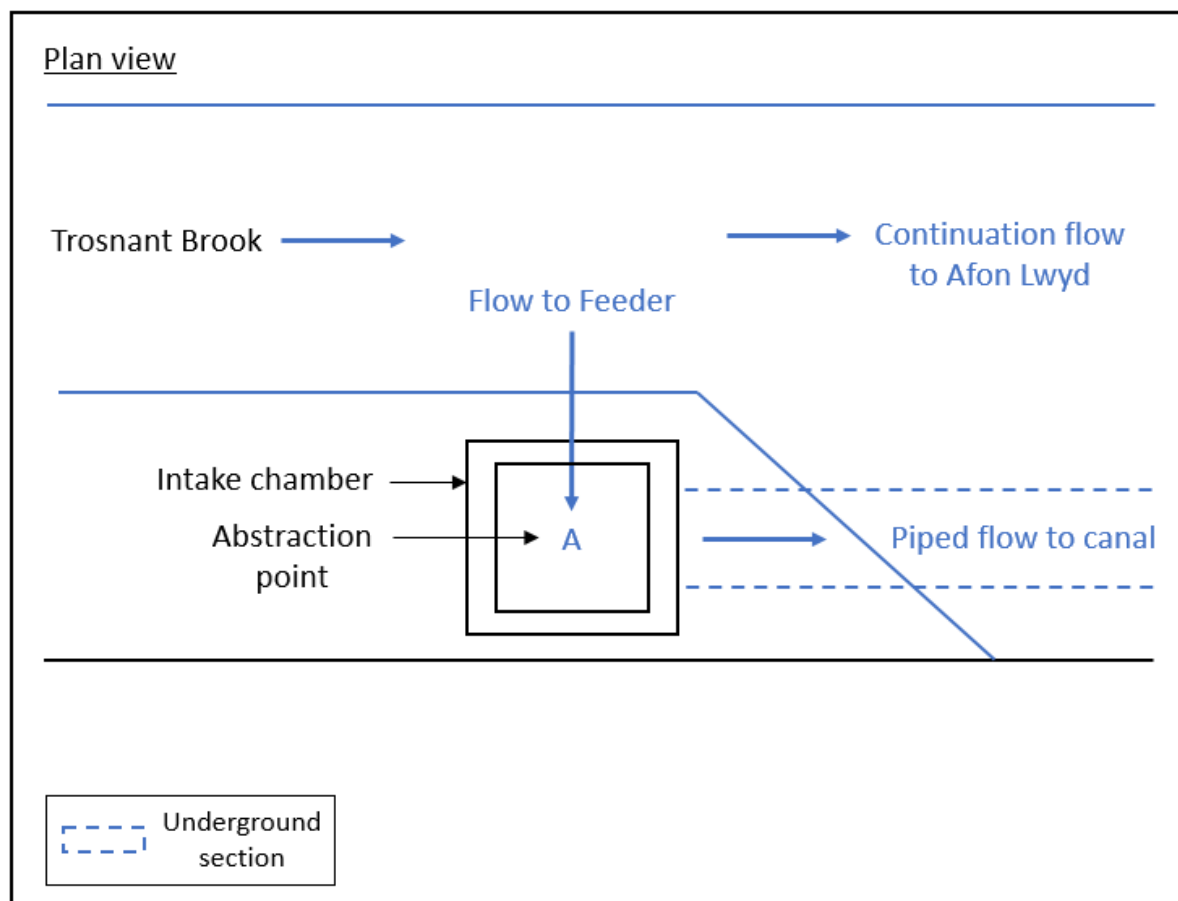 Plan view
Trosnant Brook
Continuation flow
to Afon Lwyd
Flow to Feeder
Intake chamber
Abstraction
point
A
Piped flow to canal
Underground
section